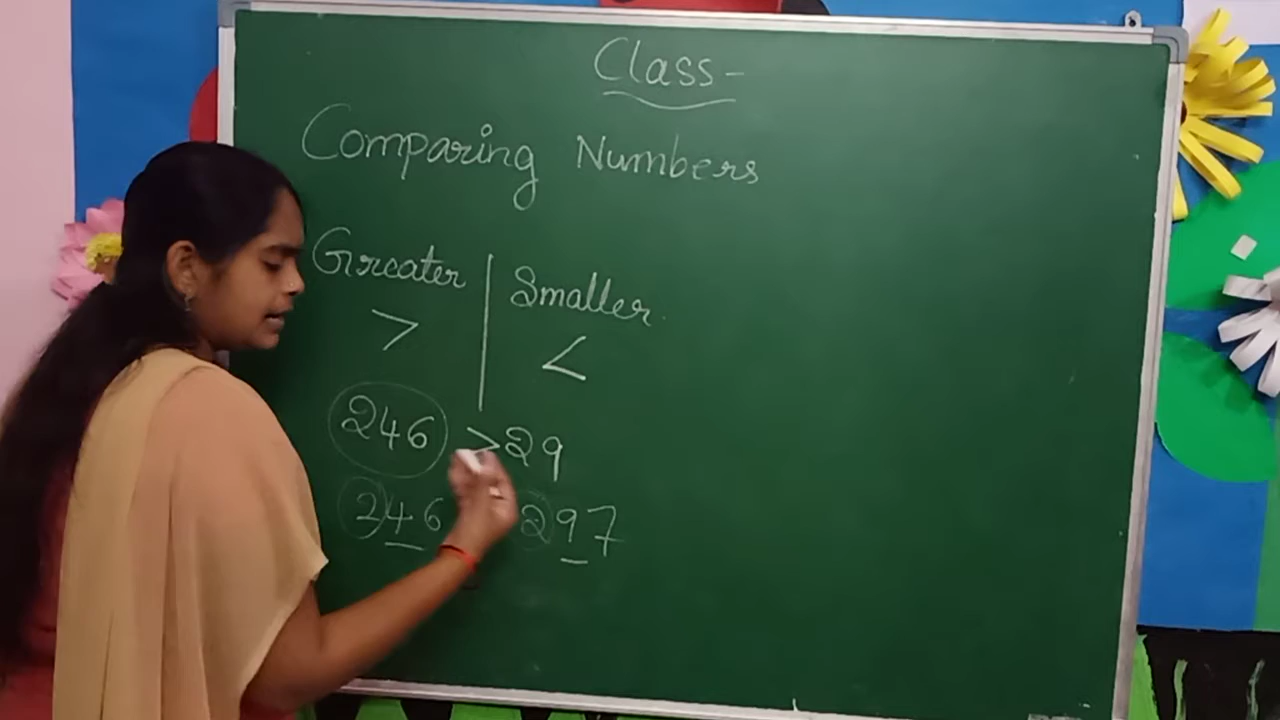 Class-
Comparing Numbers
Greater | Smaller.
> <
246 > 29
246 297